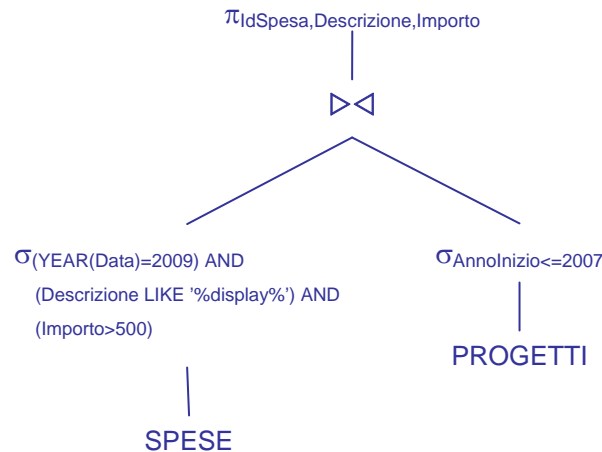 πIdSpesa,Descrizione,Importo
▷◁
σ(YEAR(Data)=2009) AND
(Descrizione LIKE '%display%') AND
(Importo>500)
σAnnoInizio<=2007
PROGETTI
SPESE